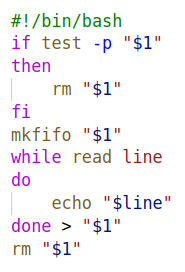 #!/bin/bash
if test -p "$1"
then
    rm "$1"
fi
mkfifo "$1"
while read line
do
    echo "$line"
done > "$1"
rm "$1"